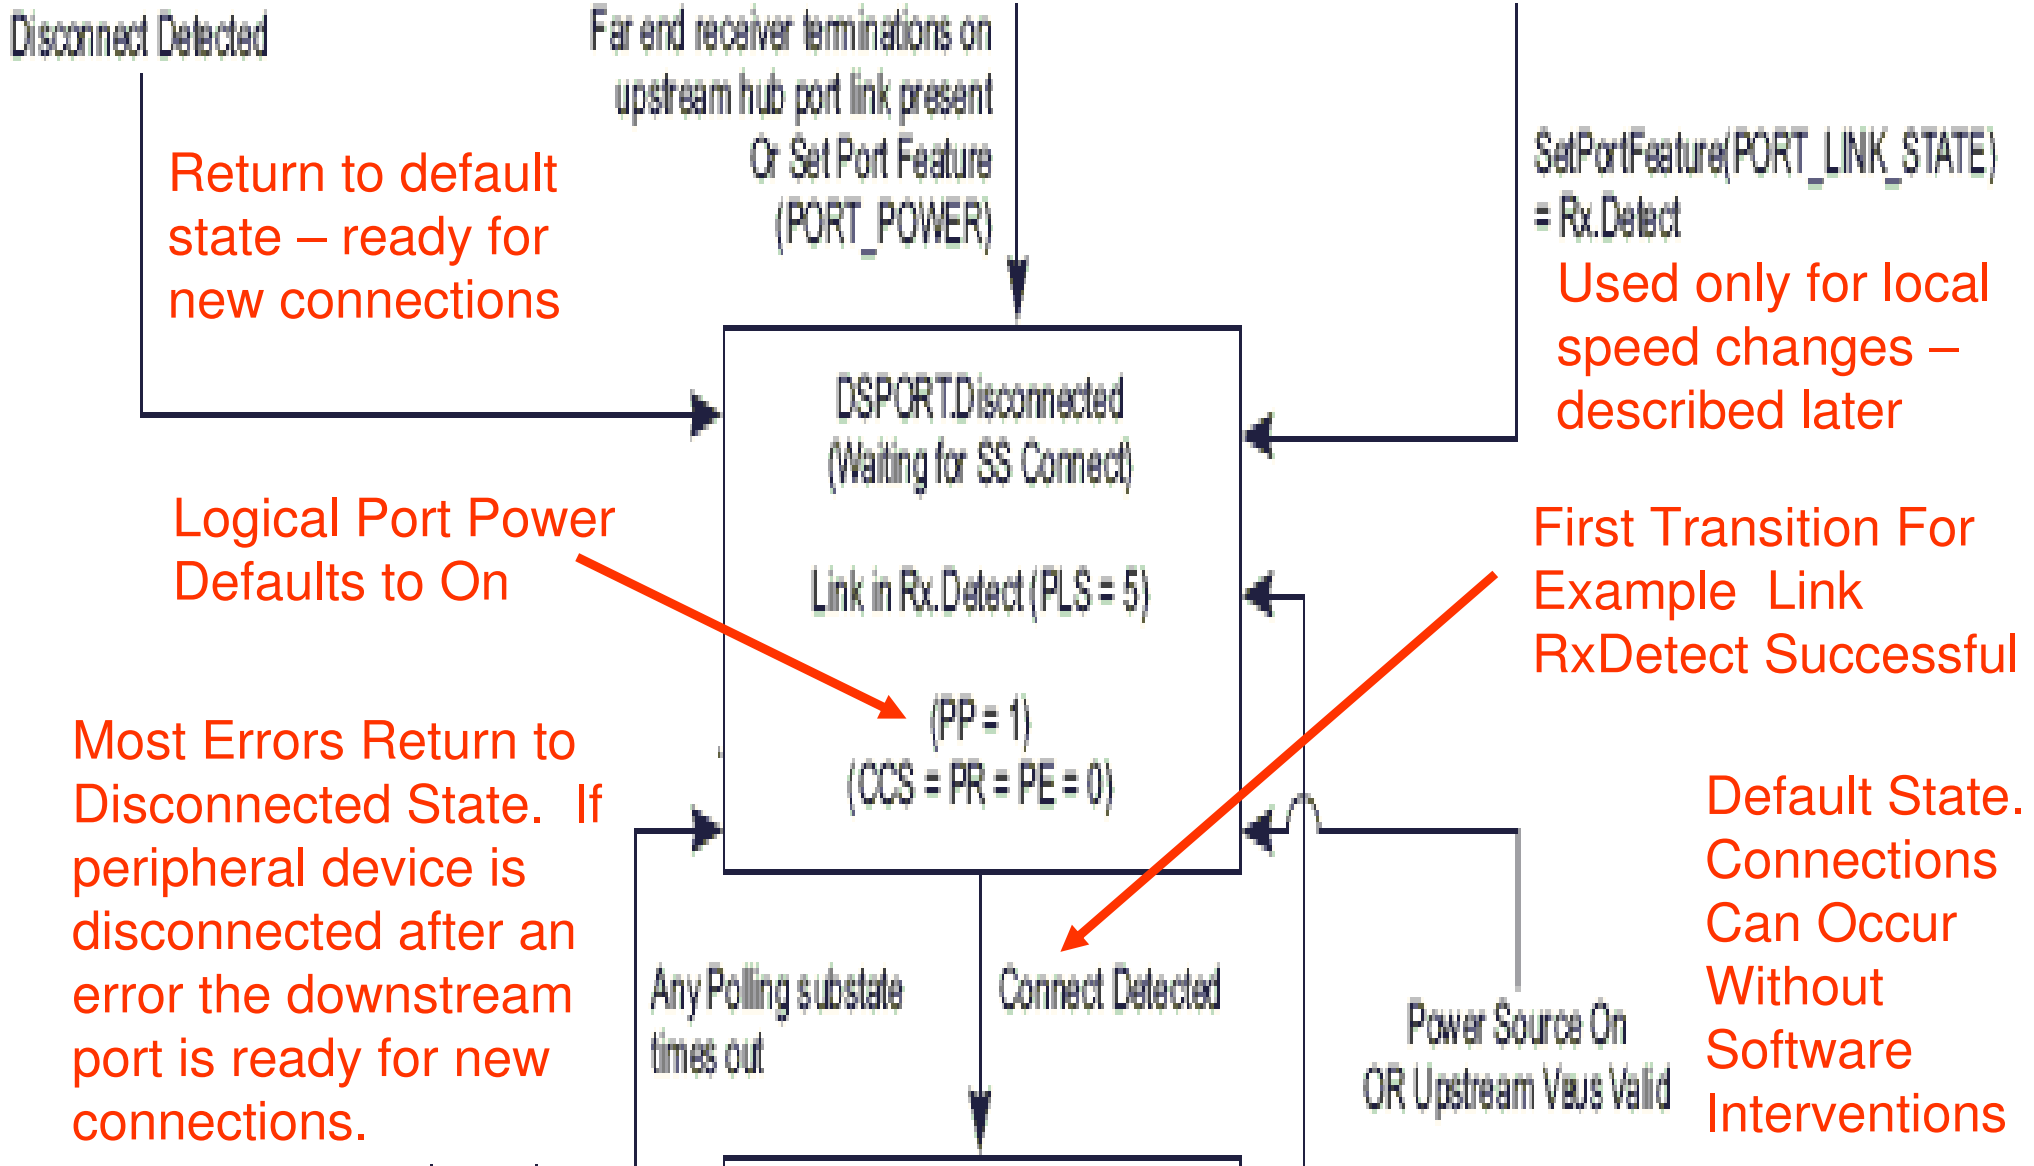 Disconnect Detected
Far end receiver terminations on
upstream hub port link present
Or Set Port Feature
(PORT_POWER)
Return to default
state – ready for
new connections
SetPortFeature(PORT_LINK_STATE)
= Rx.Detect
Used only for local
speed changes –
described later
DSPORT.Disconnected
(Waiting for SS Connect)
Link in Rx.Detect (PLS = 5)
(PP = 1)
(CCS = PR = PE = 0)
Logical Port Power
Defaults to On
First Transition For
Example Link
RxDetect Successful
Most Errors Return to
Disconnected State. If
peripheral device is
disconnected after an
error the downstream
port is ready for new
connections.
Any Polling substate
times out
Connect Detected
Power Source On
OR Upstream Vbus Valid
Default State.
Connections
Can Occur
Without
Software
Interventions